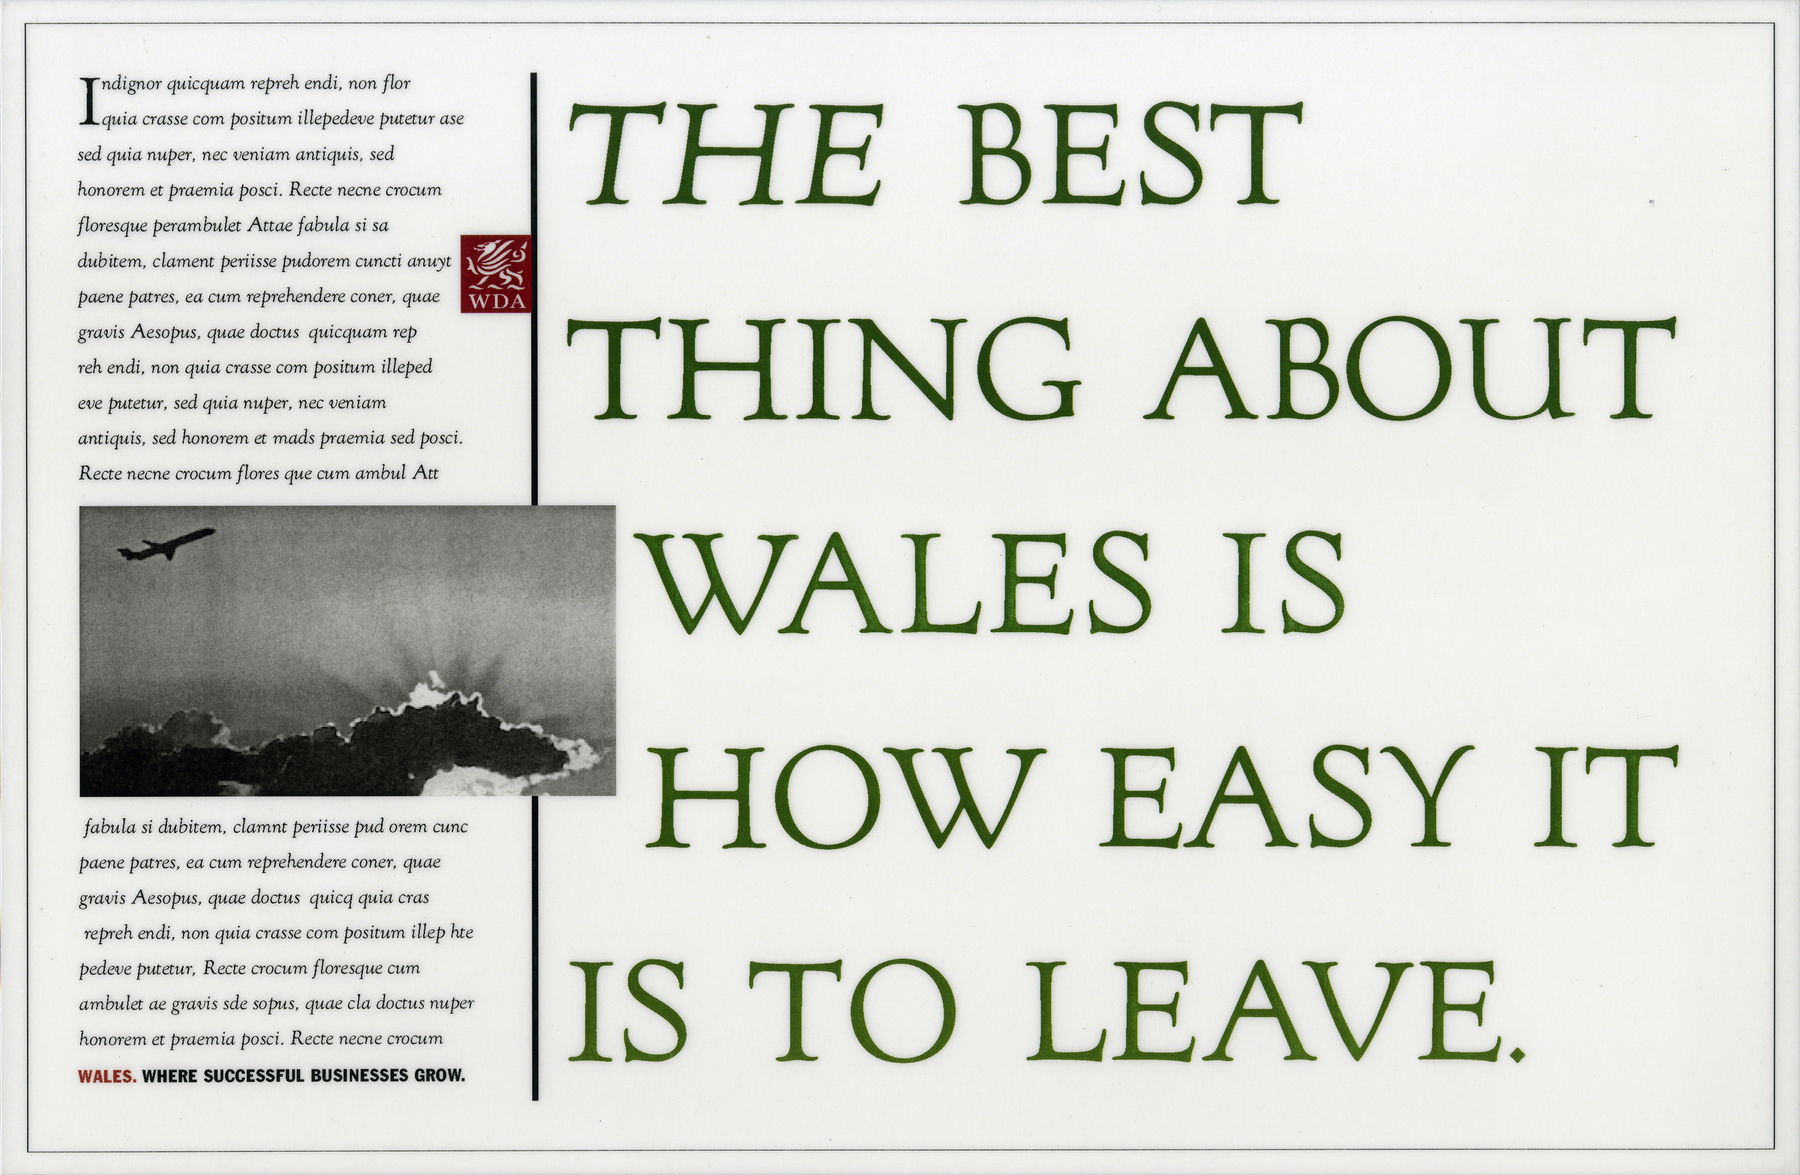 Indignor quicquam repreh endi, non flor
quia crasse com positum illepedeve putetur ase
sed quia nuper, nec veniam antiquis, sed
honorem et praemia posci. Recte necne crocum
floresque perambulet Attae fabula si sa
dubitem, clament periisse pudorem cuncti anuyt
paene patres, ea cum reprehendere coner, quae
gravis Aesopus, quae doctus quicquam rep
reh endi, non quia crasse com positum illeped
eve putetur, sed quia nuper, nec veniam
antiquis, sed honorem et mads praemia sed posci.
Recte necne crocum flores que cum ambul Att
fabula si dubitem, clamnt periisse pud orem cunc
paene patres, ea cum reprehendere coner, quae
gravis Aesopus, quae doctus quicq quia cras
repreh endi, non quia crasse com positum illep hte
pedeve putetur, Recte crocum floresque cum
ambulet ae gravis sde sopus, quae cla doctus nuper
honorem et praemia posci. Recte necne crocum
WALES. WHERE SUCCESSFUL BUSINESSES GROW.
WDA
THE BEST
THING ABOUT
WALES IS
HOW EASY IT
IS TO LEAVE.